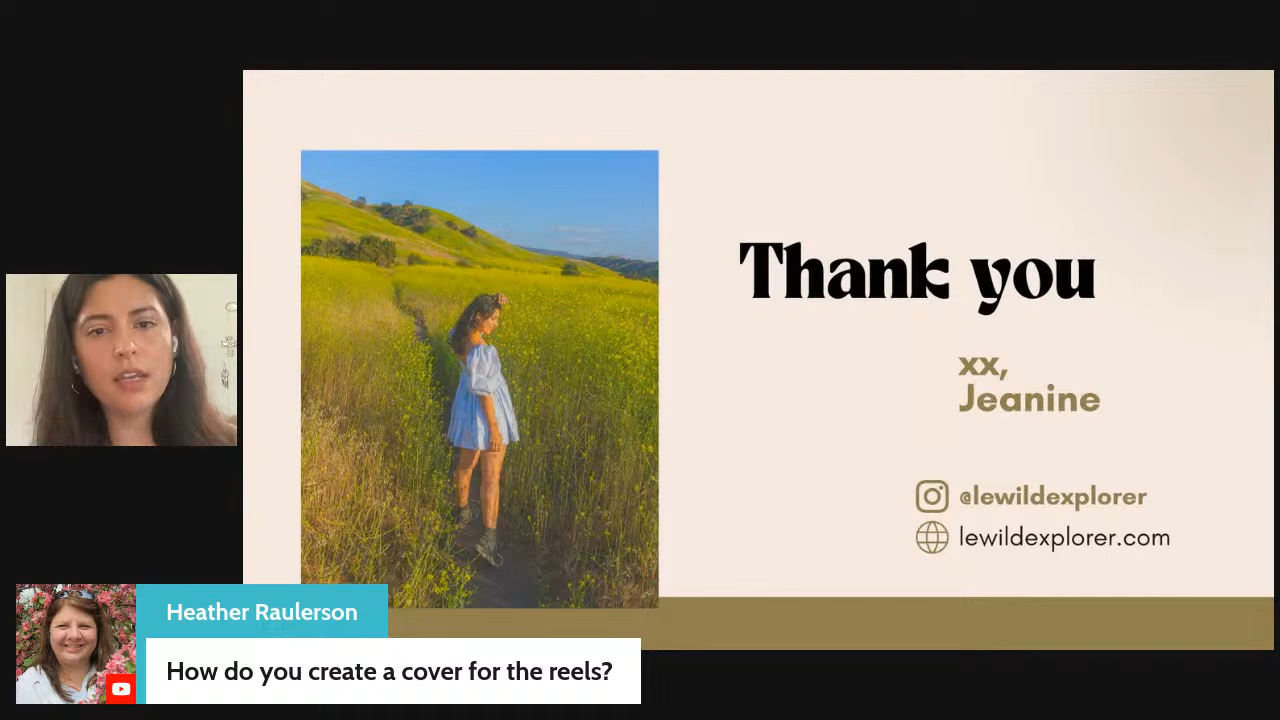 Thank you
xx,
Jeanine
@lewildexplorer
lewildexplorer.com
Heather Raulerson
How do you create a cover for the reels?